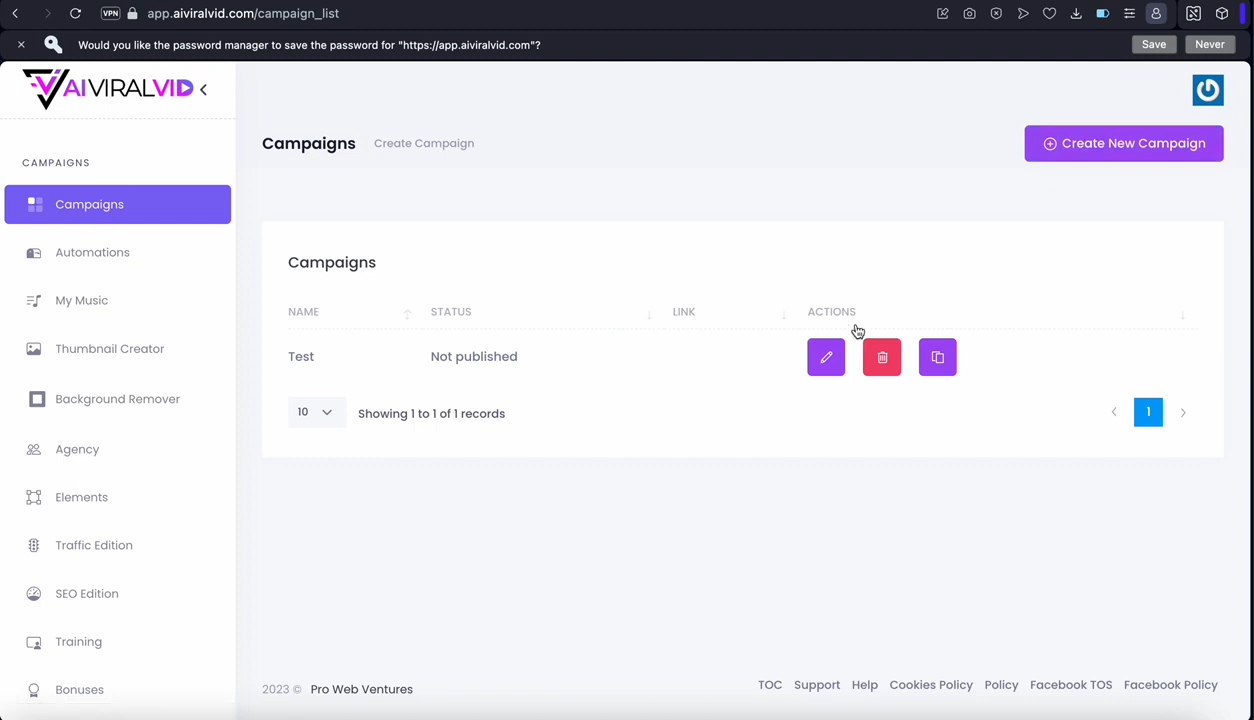 VPN app.aiviralvid.com/campaign_list
Would you like the password manager to save the password for "https://app.aiviralvid.com"? Save Never
AIVIRALVID
Campaigns Create Campaign Create New Campaign
CAMPAIGNS
Campaigns
Automations
My Music
Thumbnail Creator
Background Remover
Agency
Elements
Traffic Edition
SEO Edition
Training
Bonuses
Campaigns
NAME STATUS LINK ACTIONS
Test Not published
10 Showing 1 to 1 of 1 records 1
2023 © Pro Web Ventures TOC Support Help Cookies Policy Policy Facebook TOS Facebook Policy